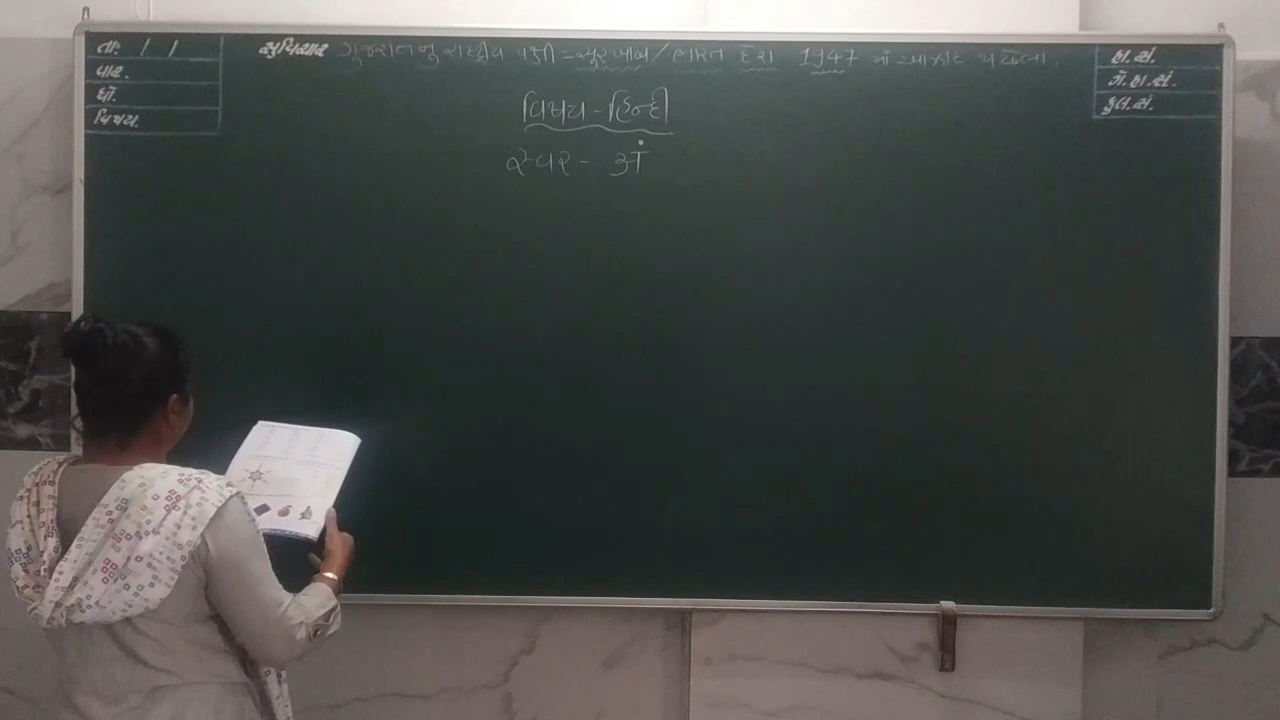 તા: / /
વાર.
ધો.
વિષય.
સુવિચાર ગુજરાતનુ રાષ્ટ્રીય પક્ષી = સુરખાબ / ભારત દેશ 1947 માં આઝાદ થયેલો.
હા.સં.
ગે.હા.સં.
કુલ.સં.
વિષય - હિન્દી
સ્વર - अं